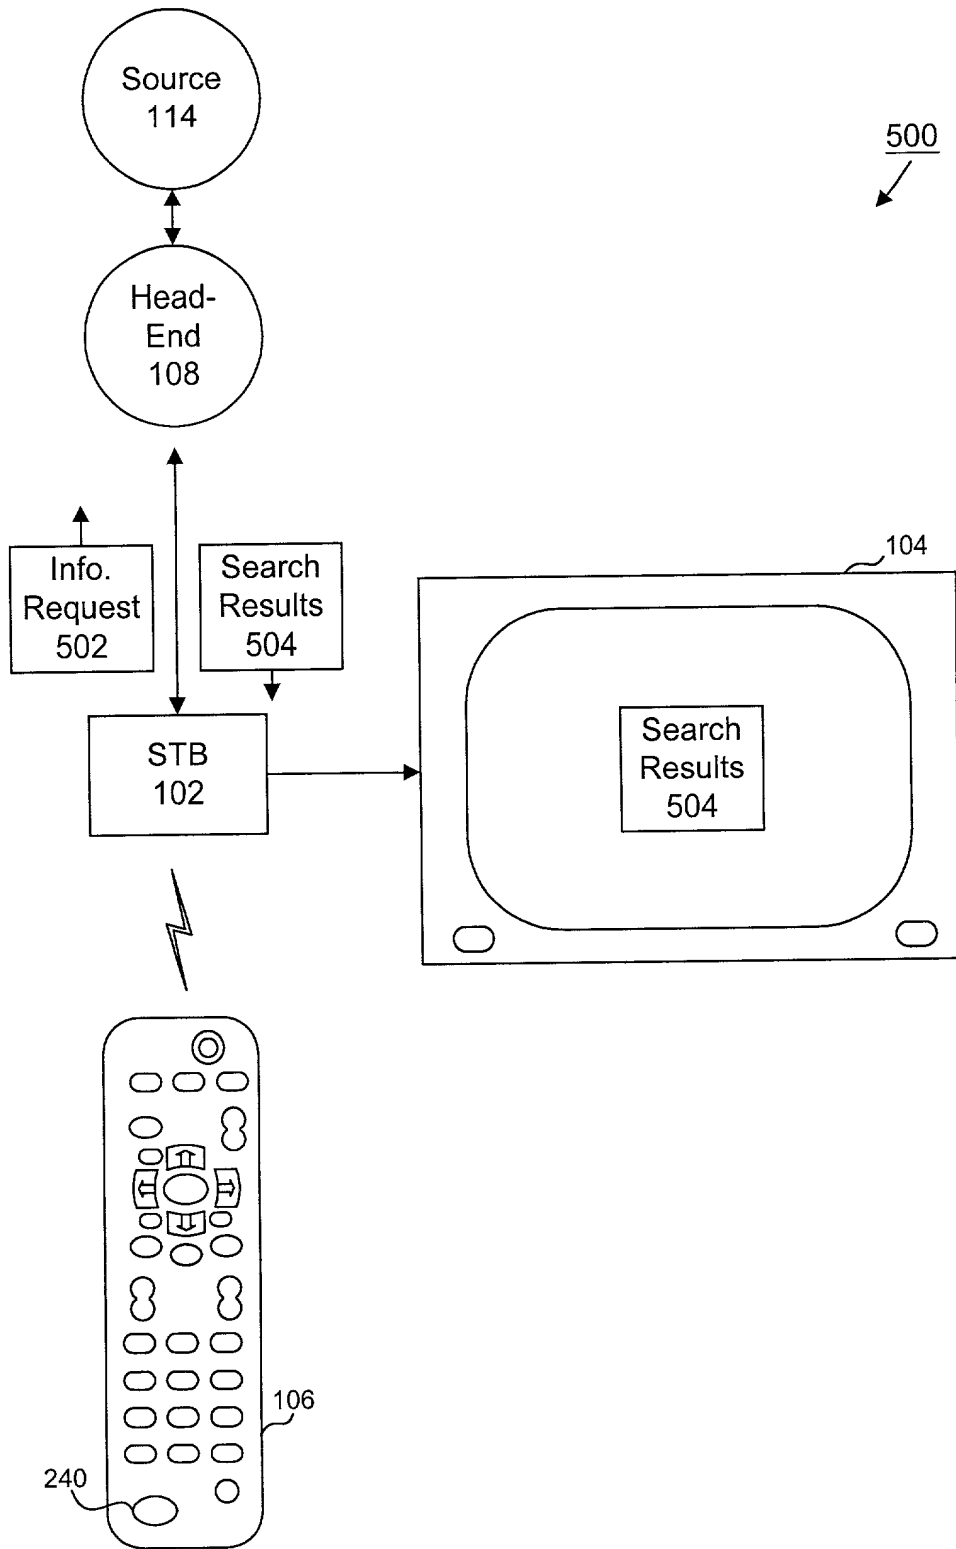 Source
114
500
Head-
End
108
Info.
Request
502
Search
Results
504
104
STB
102
Search
Results
504
106
240